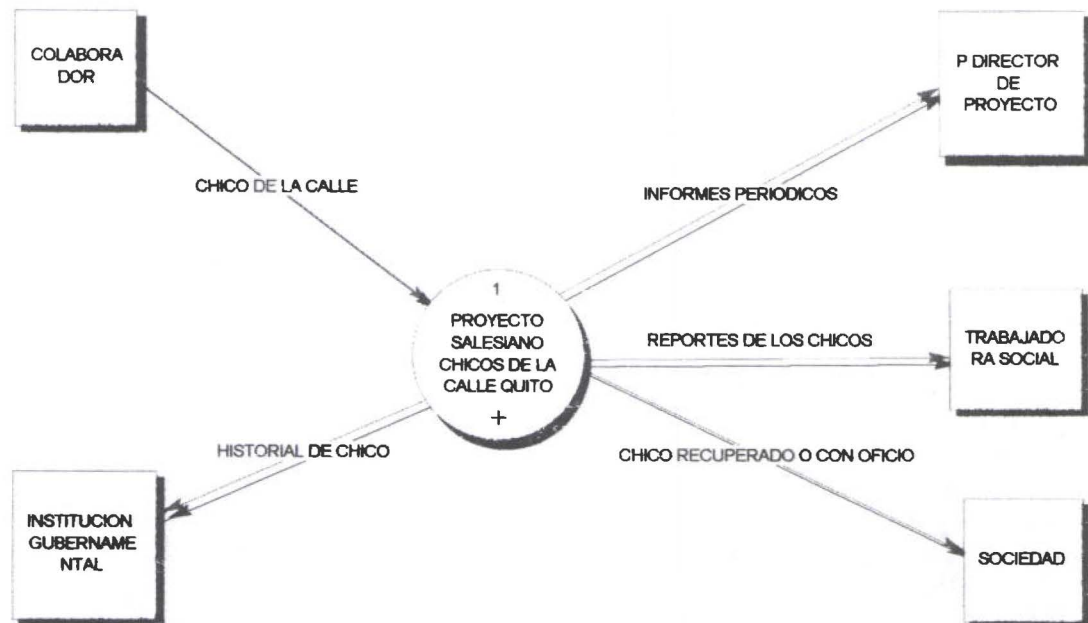 COLABORA
DOR
P DIRECTOR
DE
PROYECTO
CHICO DE LA CALLE
INFORMES PERIODICOS
1
PROYECTO
SALESIANO
CHICOS DE LA
CALLE QUITO
+
REPORTES DE LOS CHICOS
TRABAJADO
RA SOCIAL
HISTORIAL DE CHICO
CHICO RECUPERADO O CON OFICIO
INSTITUCION
GUBERNAME
NTAL
SOCIEDAD